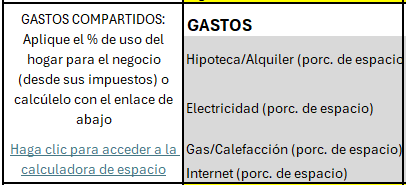 GASTOS COMPARTIDOS:
Aplique el % de uso del
hogar para el negocio
(desde sus impuestos) o
calcúlelo con el enlace de
abajo
Haga clic para acceder a la
calculadora de espacio
GASTOS
Hipoteca/Alquiler (porc. de espacio
Electricidad (porc. de espacio)
Gas/Calefacción (porc. de espacio)
Internet (porc. de espacio)